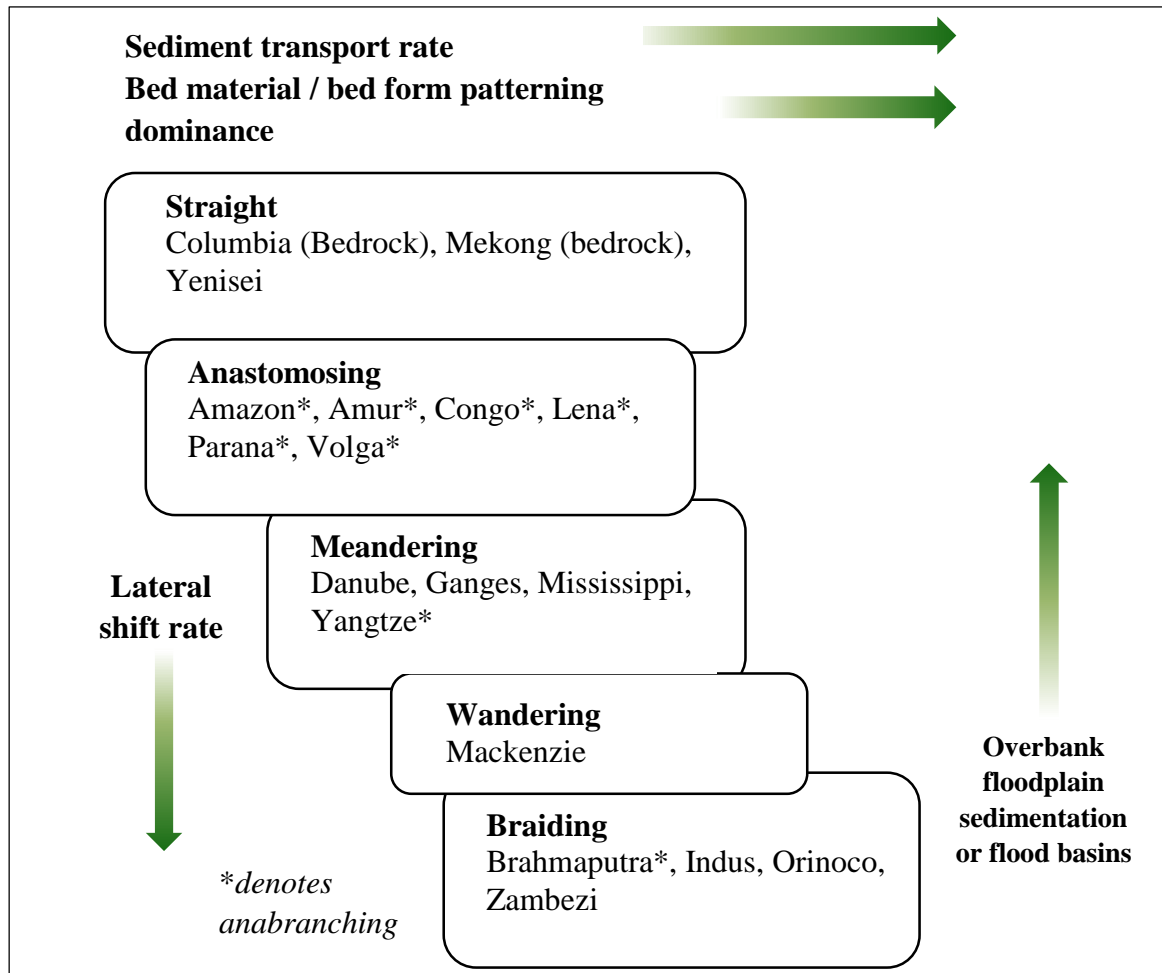 Sediment transport rate
Bed material / bed form patterning
dominance
Straight
Columbia (Bedrock), Mekong (bedrock),
Yenisei
Anastomosing
Amazon*, Amur*, Congo*, Lena*,
Parana*, Volga*
Meandering
Danube, Ganges, Mississippi,
Yangtze*
Lateral
shift rate
Wandering
Mackenzie
Overbank
floodplain
sedimentation
or flood basins
Braiding
Brahmaputra*, Indus, Orinoco,
Zambezi
*denotes
anabranching